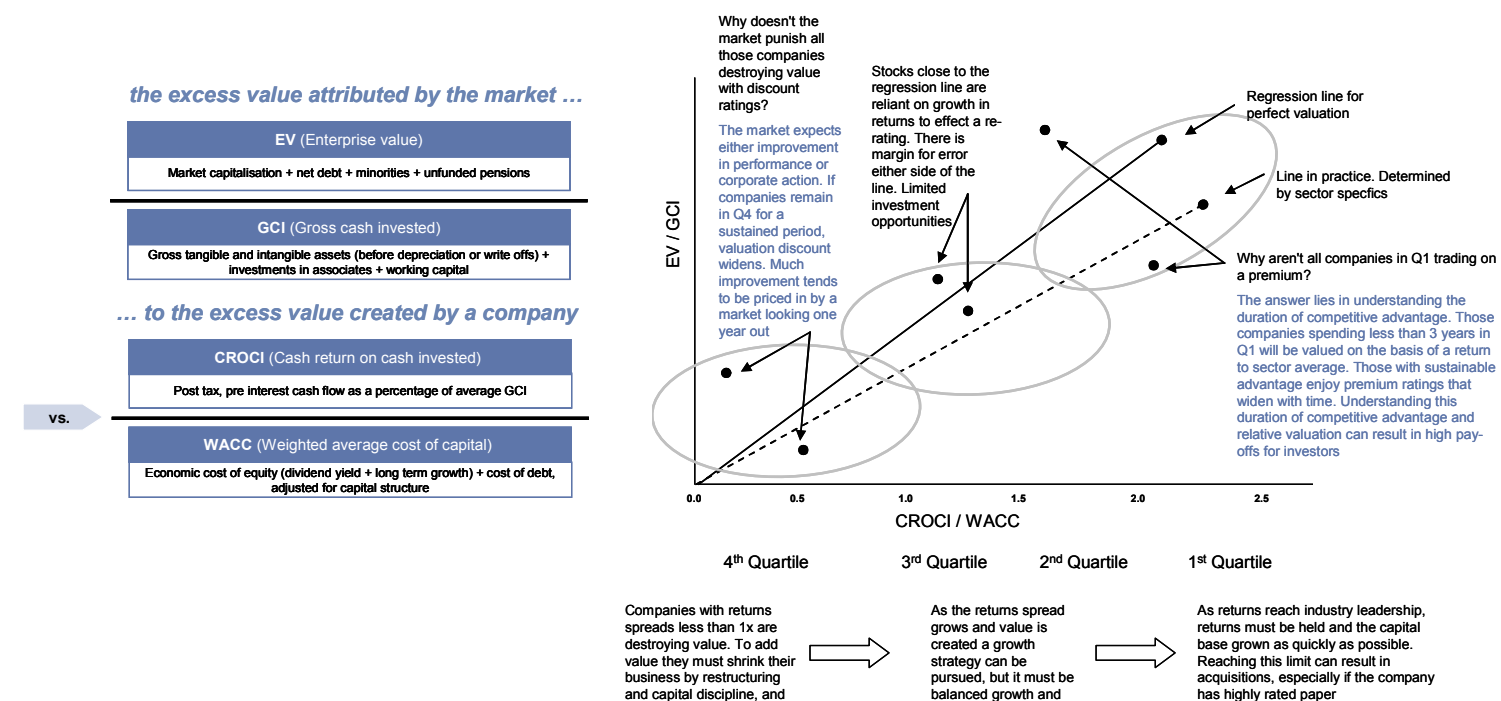 the excess value attributed by the market …
EV (Enterprise value)
Market capitalisation + net debt + minorities + unfunded pensions
GCI (Gross cash invested)
Gross tangible and intangible assets (before depreciation or write offs) +
investments in associates + working capital
… to the excess value created by a company
CROCI (Cash return on cash invested)
Post tax, pre interest cash flow as a percentage of average GCI
vs.
WACC (Weighted average cost of capital)
Economic cost of equity (dividend yield + long term growth) + cost of debt,
adjusted for capital structure
Why doesn't the
market punish all
those companies
destroying value
with discount
ratings?
The market expects
either improvement
in performance or
corporate action. If
companies remain
in Q4 for a
sustained period,
valuation discount
widens. Much
improvement tends
to be priced in by a
market looking one
year out
Stocks close to the
regression line are
reliant on growth in
returns to effect a re-
rating. There is
margin for error
either side of the
line. Limited
investment
opportunities
Regression line for
perfect valuation
Line in practice. Determined
by sector specfics
Why aren't all companies in Q1 trading on
a premium?
The answer lies in understanding the
duration of competitive advantage. Those
companies spending less than 3 years in
Q1 will be valued on the basis of a return
to sector average. Those with sustainable
advantage enjoy premium ratings that
widen with time. Understanding this
duration of competitive advantage and
relative valuation can result in high pay-
offs for investors
EV / GCI
0.0 0.5 1.0 1.5 2.0 2.5
CROCI / WACC
4th Quartile 3rd Quartile 2nd Quartile 1st Quartile
Companies with returns
spreads less than 1x are
destroying value. To add
value they must shrink their
business by restructuring
and capital discipline, and
As the returns spread
grows and value is
created a growth
strategy can be
pursued, but it must be
balanced growth and
As returns reach industry leadership,
returns must be held and the capital
base grown as quickly as possible.
Reaching this limit can result in
acquisitions, especially if the company
has highly rated paper